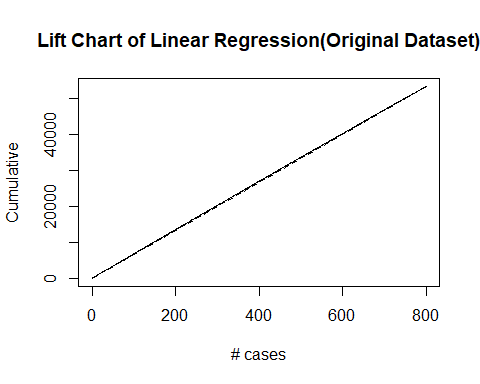 Lift Chart of Linear Regression(Original Dataset)
Cumulative
40000
20000
0
0 200 400 600 800
# cases